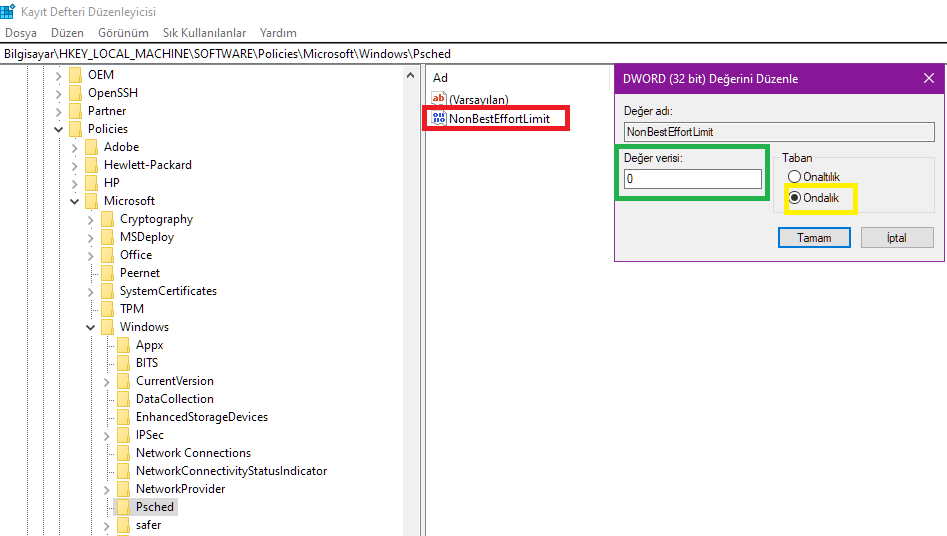 Kayıt Defteri Düzenleyicisi
Dosya Düzen Görünüm Sık Kullanılanlar Yardım
Bilgisayar\HKEY_LOCAL_MACHINE\SOFTWARE\Policies\Microsoft\Windows\Psched
OEM
OpenSSH
Partner
Policies
Adobe
Hewlett-Packard
HP
Microsoft
Cryptography
MSDeploy
Office
Peernet
SystemCertificates
TPM
Windows
Appx
BITS
CurrentVersion
DataCollection
EnhancedStorageDevices
IPSec
Network Connections
NetworkConnectivityStatusIndicator
NetworkProvider
Psched
safer
Ad
ab (Varsayılan)
NonBestEffortLimit
DWORD (32 bit) Değerini Düzenle
Değer adı:
NonBestEffortLimit
Değer verisi:
0
Taban
Onaltılık
Ondalık
Tamam
İptal